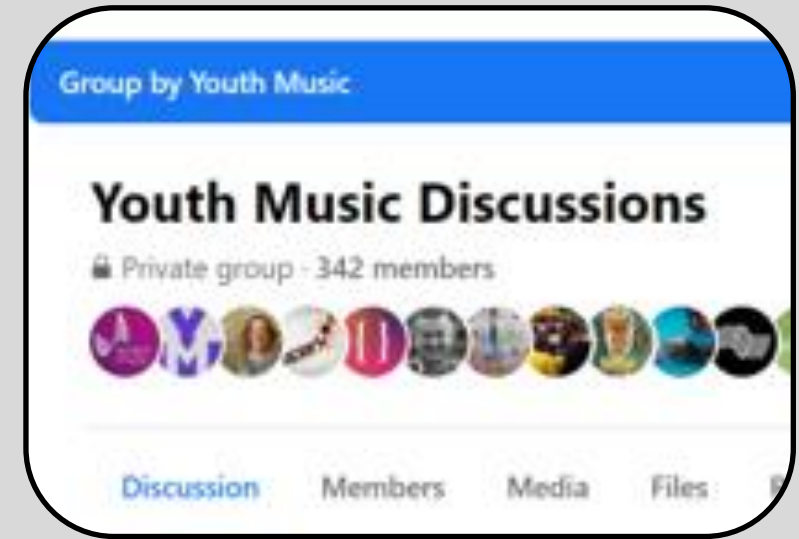 Group by Youth Music
Youth Music Discussions
Private group · 342 members
Discussion Members Media Files